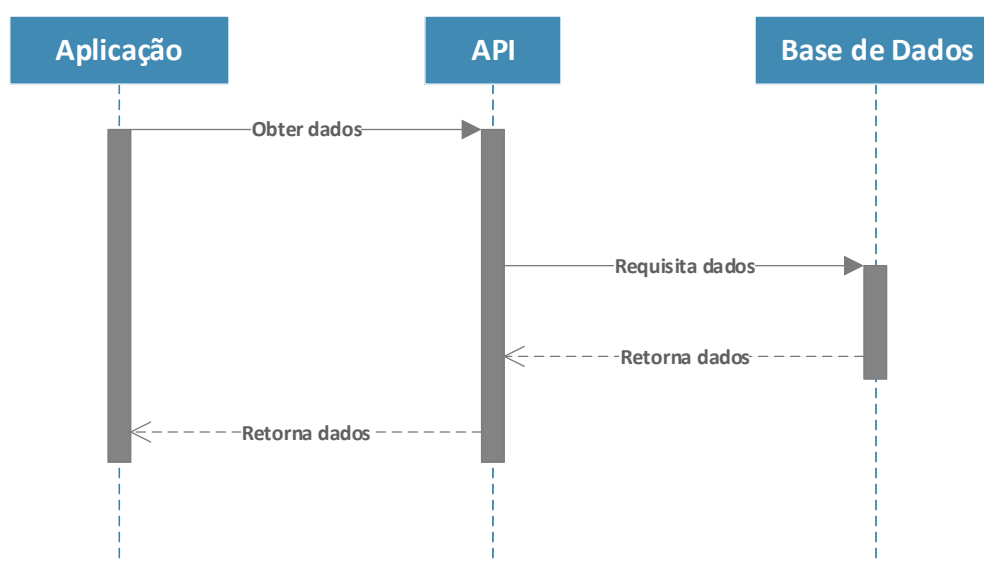 Aplicação
API
Base de Dados
Obter dados
Requisita dados
Retorna dados
Retorna dados